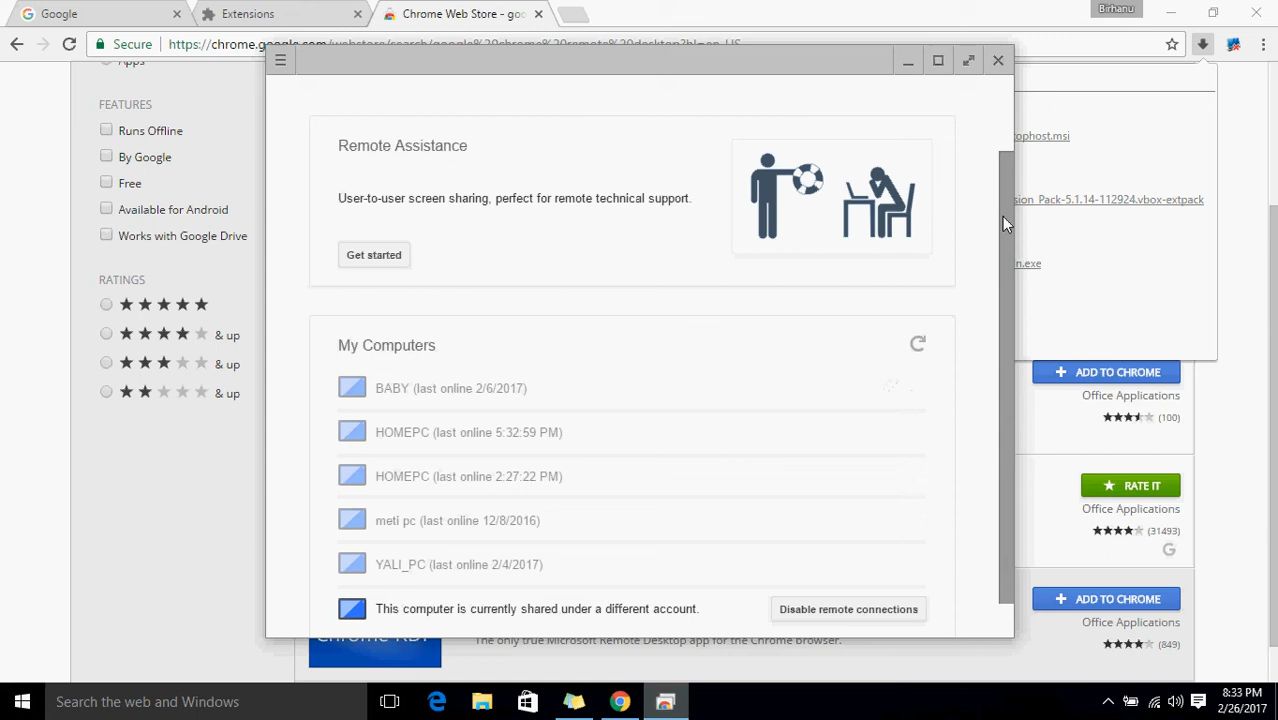 Google
Extensions
Chrome Web Store - goo
Birhanu
Secure
https://chrome.google.com/webstore/search/google%20chrome%20remote%20desktop?hl=en-US
Apps
FEATURES
Runs Offline
By Google
Free
Available for Android
Works with Google Drive
RATINGS
& up
& up
& up
Remote Assistance
User-to-user screen sharing, perfect for remote technical support.
Get started
My Computers
BABY (last online 2/6/2017)
HOMEPC (last online 5:32:59 PM)
HOMEPC (last online 2:27:22 PM)
meti pc (last online 12/8/2016)
YALI_PC (last online 2/4/2017)
This computer is currently shared under a different account.
Disable remote connections
ophost.msi
sion_Pack-5.1.14-112924.vbox-extpack
n.exe
ADD TO CHROME
Office Applications
(100)
RATE IT
Office Applications
(31493)
ADD TO CHROME
Office Applications
(849)
Chrome RDP
The only true Microsoft Remote Desktop app for the Chrome browser.
Search the web and Windows
8:33 PM
2/26/2017